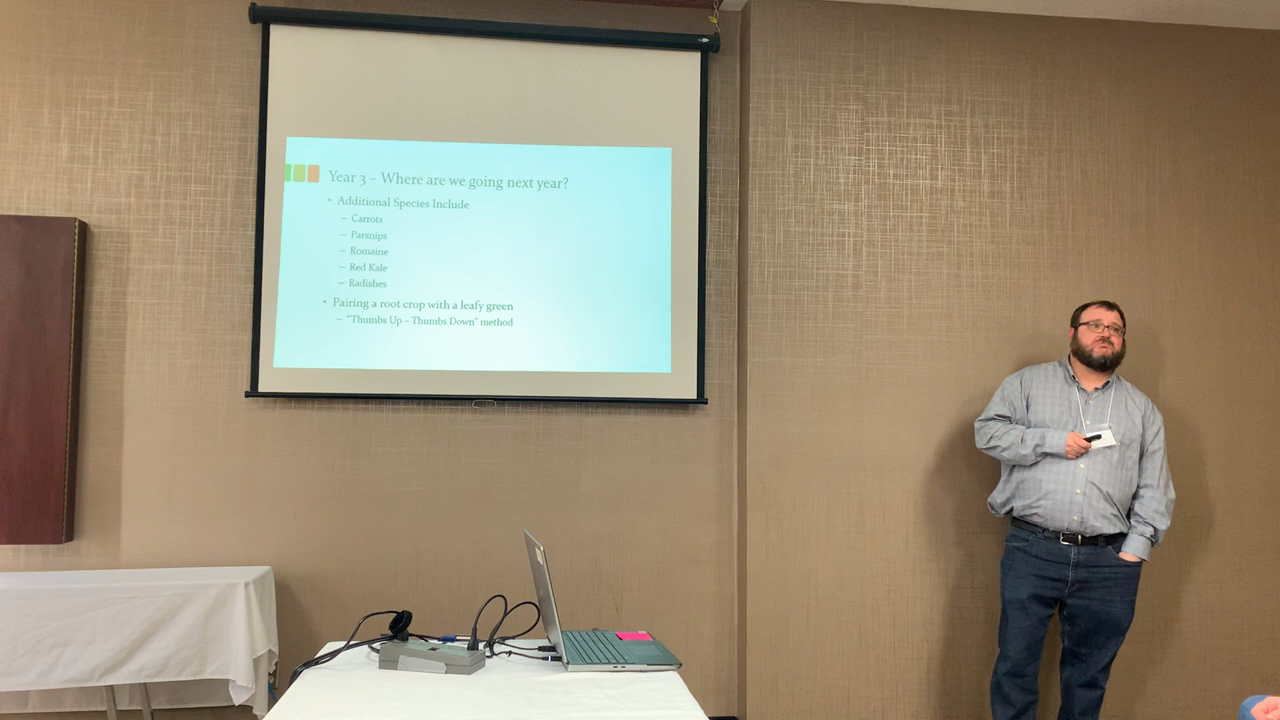 Year 3 – Where are we going next year?
• Additional Species Include
– Carrots
– Parsnips
– Romaine
– Red Kale
– Radishes
• Pairing a root crop with a leafy green
– "Thumbs Up – Thumbs Down" method